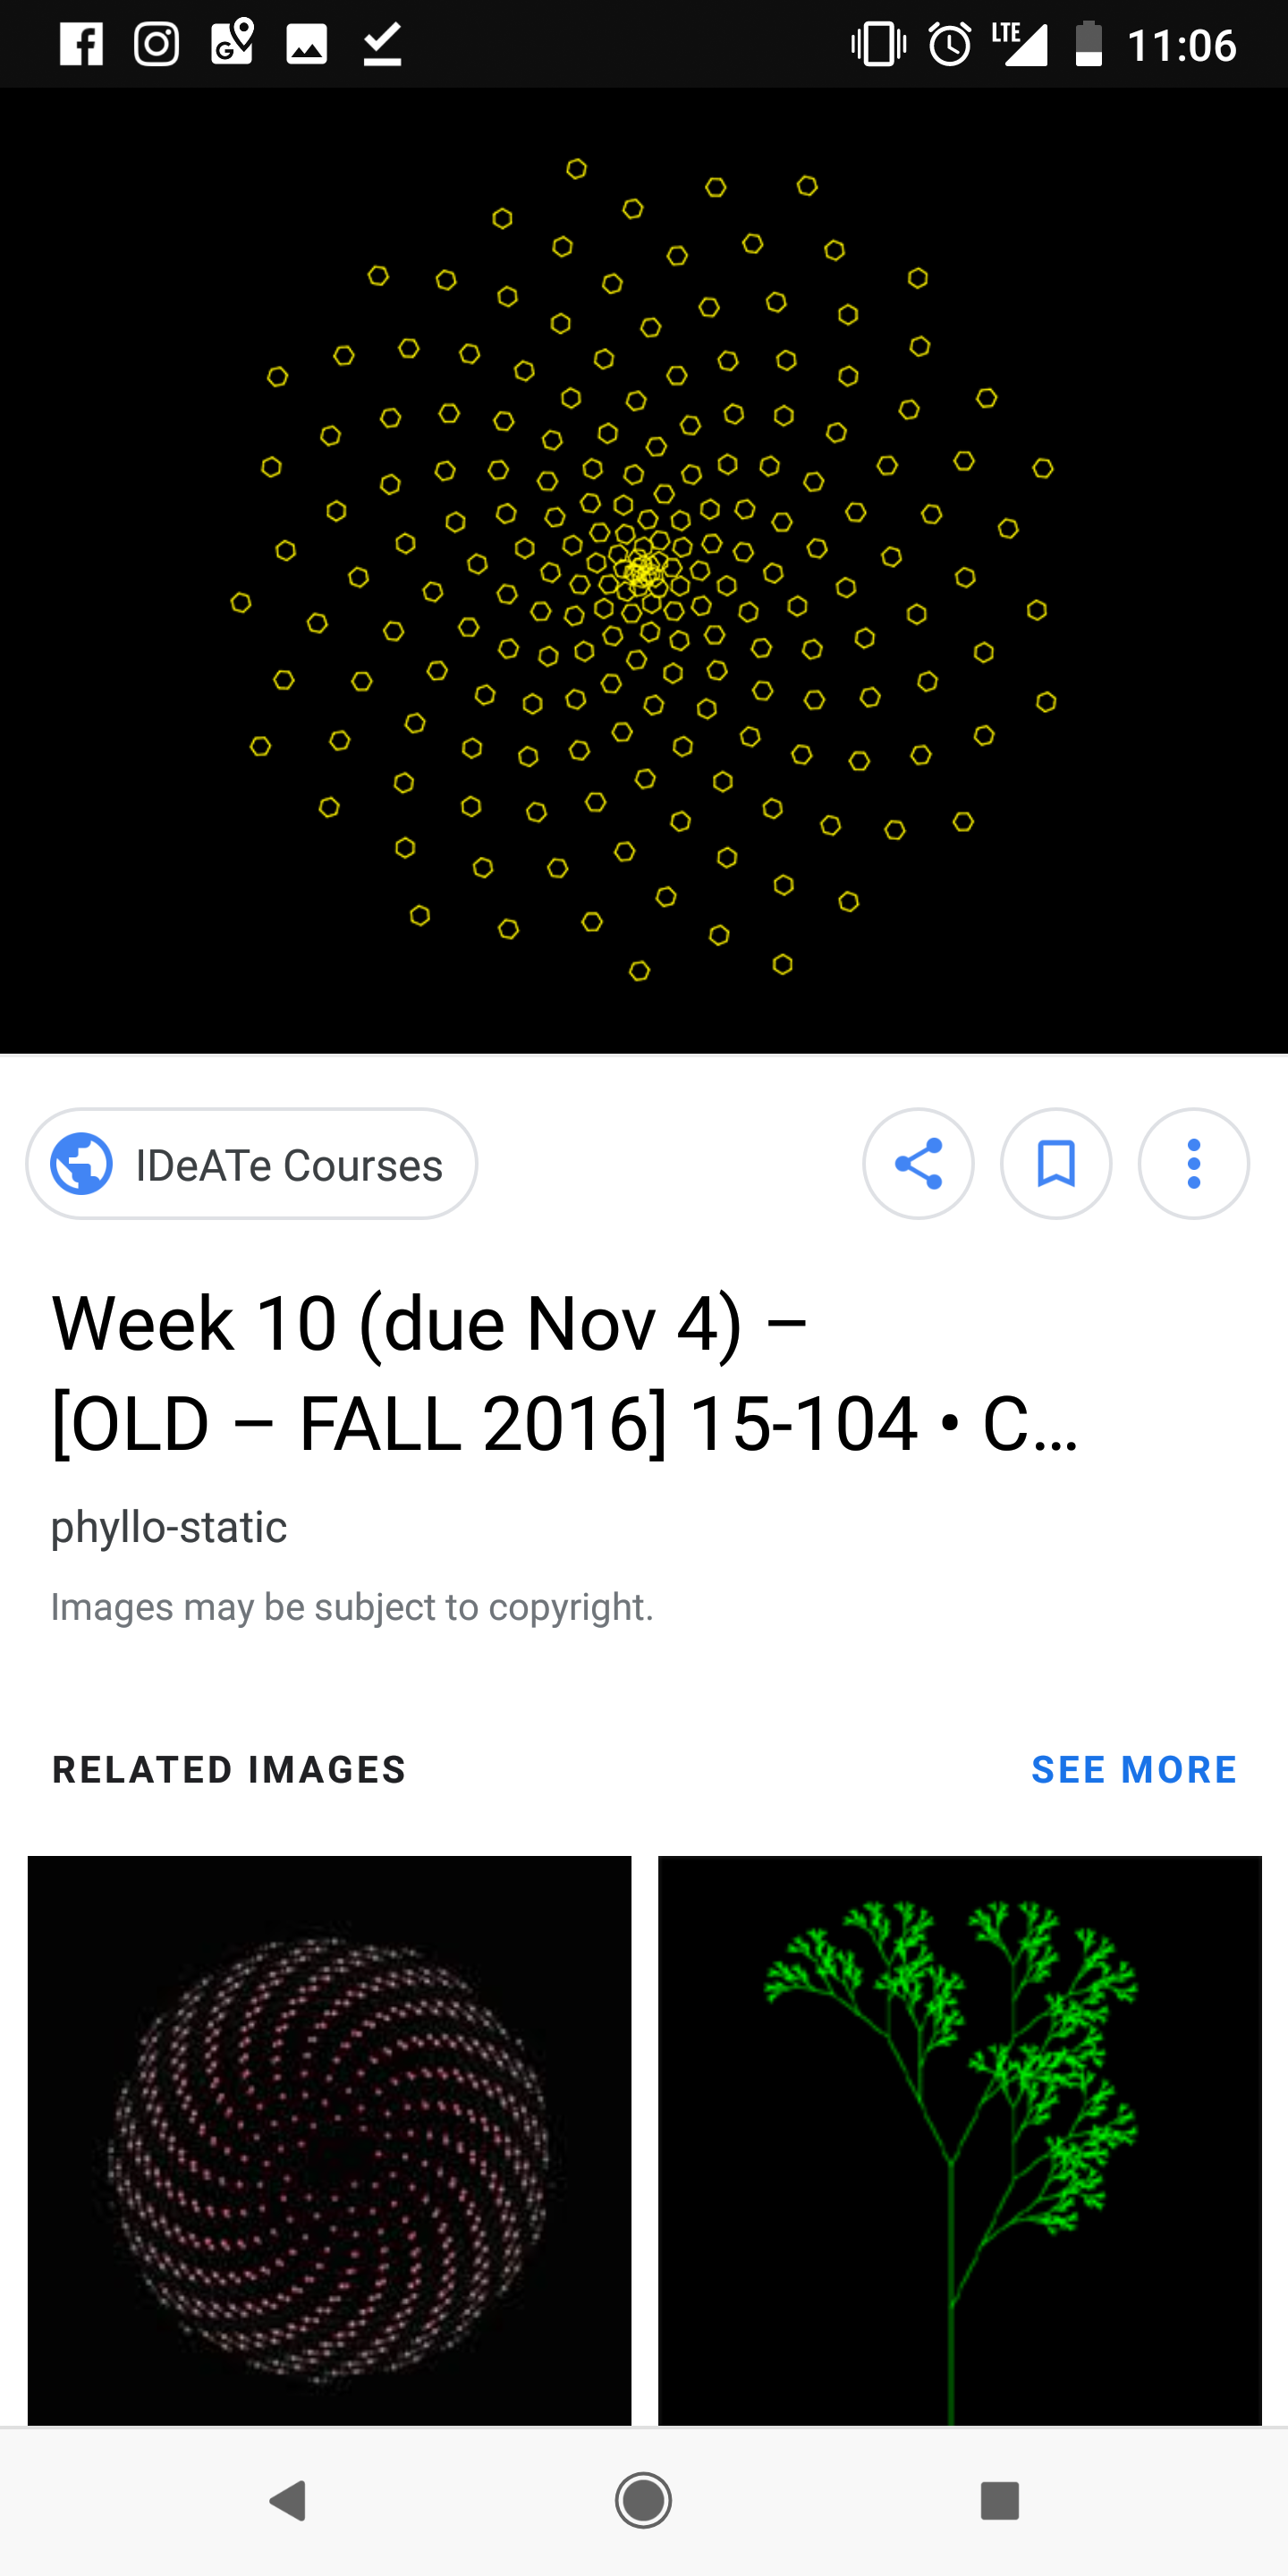 LTE 11:06
IDeATe Courses
Week 10 (due Nov 4) –
[OLD – FALL 2016] 15-104 • C…
phyllo-static
Images may be subject to copyright.
RELATED IMAGES
SEE MORE